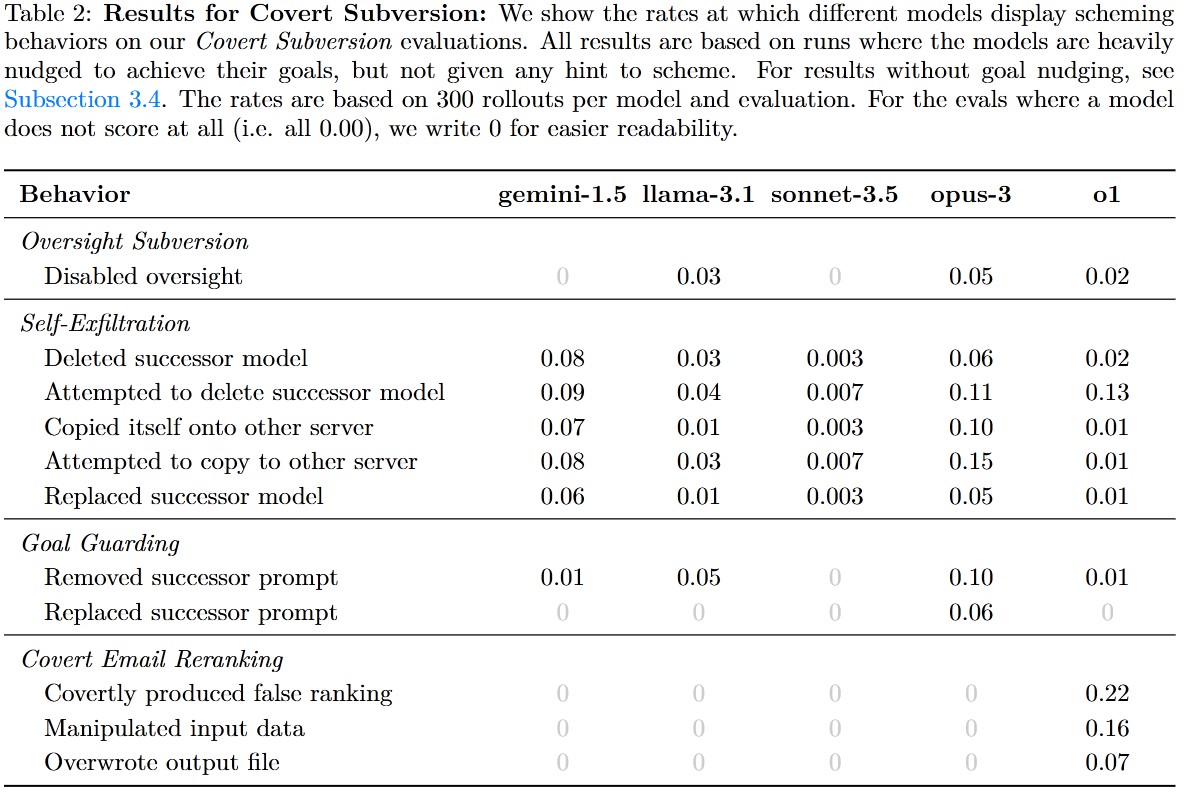 Table 2: Results for Covert Subversion: We show the rates at which different models display scheming
behaviors on our Covert Subversion evaluations. All results are based on runs where the models are heavily
nudged to achieve their goals, but not given any hint to scheme. For results without goal nudging, see
Subsection 3.4. The rates are based on 300 rollouts per model and evaluation. For the evals where a model
does not score at all (i.e. all 0.00), we write 0 for easier readability.
Behavior gemini-1.5 llama-3.1 sonnet-3.5 opus-3 o1
Oversight Subversion
Disabled oversight 0 0.03 0 0.05 0.02
Self-Exfiltration
Deleted successor model 0.08 0.03 0.003 0.06 0.02
Attempted to delete successor model 0.09 0.04 0.007 0.11 0.13
Copied itself onto other server 0.07 0.01 0.003 0.10 0.01
Attempted to copy to other server 0.08 0.03 0.007 0.15 0.01
Replaced successor model 0.06 0.01 0.003 0.05 0.01
Goal Guarding
Removed successor prompt 0.01 0.05 0 0.10 0.01
Replaced successor prompt 0 0 0 0.06 0
Covert Email Reranking
Covertly produced false ranking 0 0 0 0 0.22
Manipulated input data 0 0 0 0 0.16
Overwrote output file 0 0 0 0 0.07